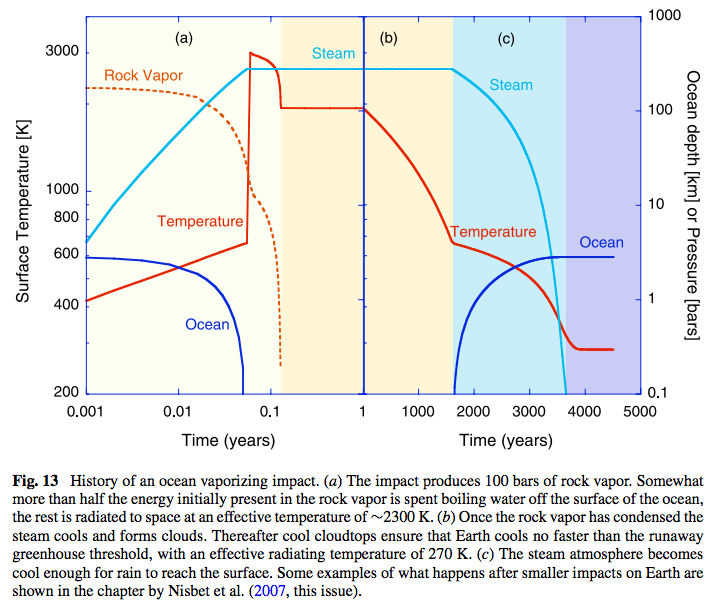 (a)
(b)
(c)
3000
1000
800
600
400
200
Surface Temperature [K]
Rock Vapor
Steam
Steam
Temperature
Temperature
Ocean
Ocean
1000
100
10
1
0.1
Ocean depth [km] or Pressure [bars]
0.001
0.01
0.1
1
1000
2000
3000
4000
5000
Time (years)
Time (years)
Fig. 13 History of an ocean vaporizing impact. (a) The impact produces 100 bars of rock vapor. Somewhat
more than half the energy initially present in the rock vapor is spent boiling water off the surface of the ocean,
the rest is radiated to space at an effective temperature of ∼2300 K. (b) Once the rock vapor has condensed the
steam cools and forms clouds. Thereafter cool cloudtops ensure that Earth cools no faster than the runaway
greenhouse threshold, with an effective radiating temperature of 270 K. (c) The steam atmosphere becomes
cool enough for rain to reach the surface. Some examples of what happens after smaller impacts on Earth are
shown in the chapter by Nisbet et al. (2007, this issue).